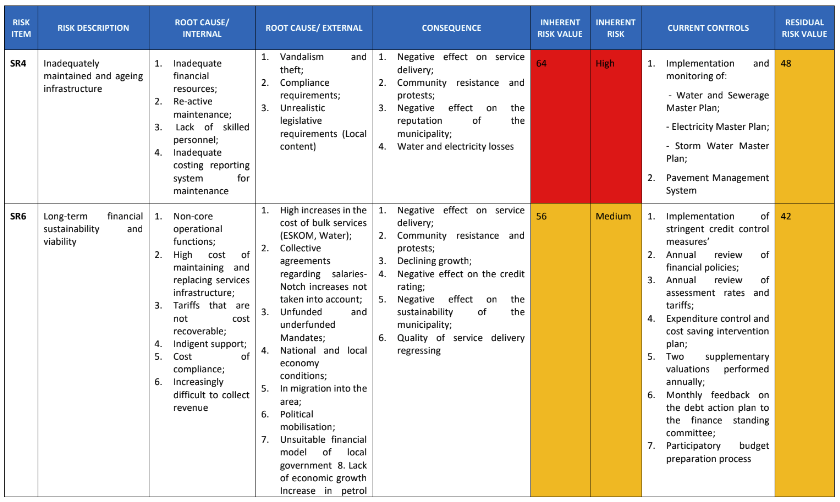 RISK ITEM
RISK DESCRIPTION
ROOT CAUSE/ INTERNAL
ROOT CAUSE/ EXTERNAL
CONSEQUENCE
INHERENT RISK VALUE
INHERENT RISK
CURRENT CONTROLS
RESIDUAL RISK VALUE
SR4
Inadequately
maintained and ageing
infrastructure
1. Inadequate
financial
resources;
2. Re-active
maintenance;
3. Lack of skilled
personnel;
4. Inadequate
costing reporting
system for
maintenance
1. Vandalism and
theft;
2. Compliance
requirements;
3. Unrealistic
legislative
requirements (Local
content)
1. Negative effect on service
delivery;
2. Community resistance and
protests;
3. Negative effect on the
reputation of the
municipality;
4. Water and electricity losses
64
High
1. Implementation and
monitoring of:
- Water and Sewerage
Master Plan;
- Electricity Master Plan;
- Storm Water Master
Plan;
2. Pavement Management
System
48
SR6
Long-term financial
sustainability and
viability
1. Non-core
operational
functions;
2. High cost of
maintaining and
replacing services
infrastructure;
3. Tariffs that are
not cost
recoverable;
4. Indigent support;
5. Cost of
compliance;
6. Increasingly
difficult to collect
revenue
1. High increases in the
cost of bulk services
(ESKOM, Water);
2. Collective
agreements
regarding salaries-
Notch increases not
taken into account;
3. Unfunded and
underfunded
Mandates;
4. National and local
economy
conditions;
5. In migration into the
area;
6. Political
mobilisation;
7. Unsuitable financial
model of local
government 8. Lack
of economic growth
Increase in petrol
1. Negative effect on service
delivery;
2. Community resistance and
protests;
3. Declining growth;
4. Negative effect on the credit
rating;
5. Negative effect on the
sustainability of the
municipality;
6. Quality of service delivery
regressing
56
Medium
1. Implementation of
stringent credit control
measures’
2. Annual review of
financial policies;
3. Annual review of
assessment rates and
tariffs;
4. Expenditure control and
cost saving intervention
plan;
5. Two supplementary
valuations performed
annually;
6. Monthly feedback on
the debt action plan to
the finance standing
committee;
7. Participatory budget
preparation process
42